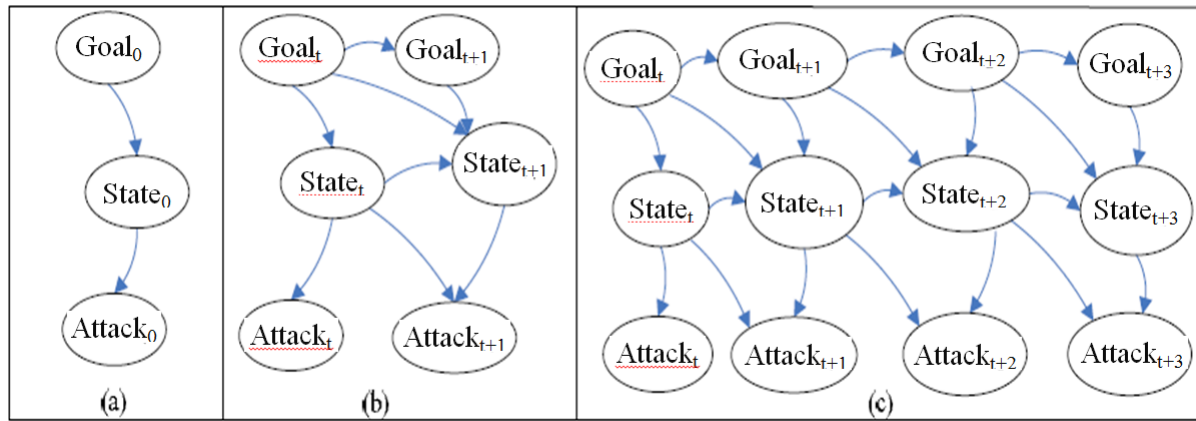 Goal0
State0
Attack0
(a)
Goalt
Goalt+1
Statet
Statet+1
Attackt
Attackt+1
(b)
Goalt
Goalt+1
Goalt+2
Goalt+3
Statet
Statet+1
Statet+2
Statet+3
Attackt
Attackt+1
Attackt+2
Attackt+3
(c)